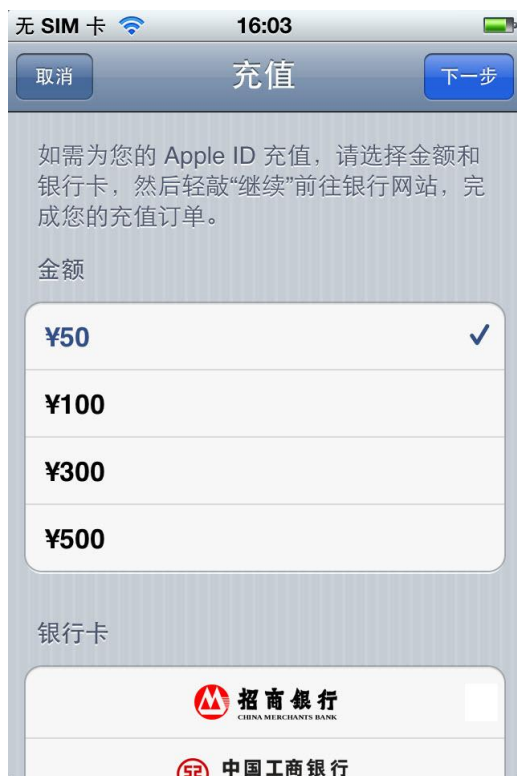 无 SIM 卡 16:03
取消 充值 下一步
如需为您的 Apple ID 充值，请选择金额和
银行卡，然后轻敲“继续”前往银行网站，完
成您的充值订单。
金额
¥50
¥100
¥300
¥500
银行卡
招商银行
CHINA MERCHANTS BANK
中国工商银行